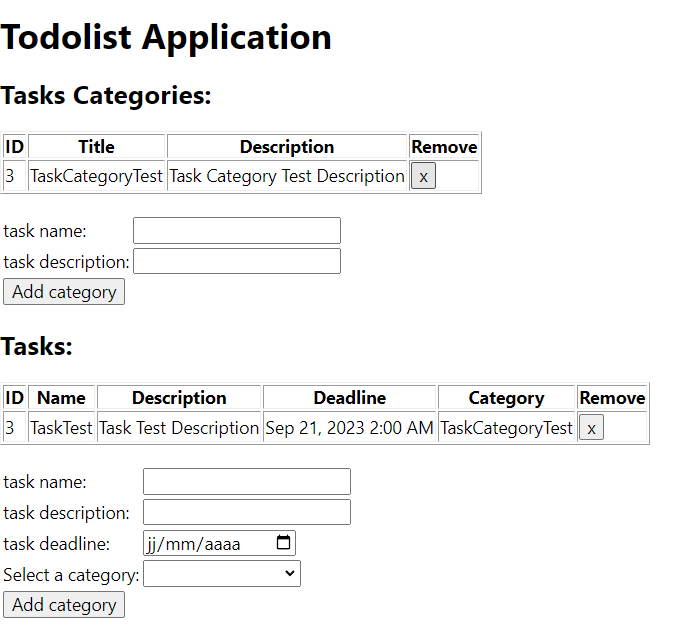 Todolist Application
Tasks Categories:
ID Title Description Remove
3 TaskCategoryTest Task Category Test Description x
task name:
task description:
Add category
Tasks:
ID Name Description Deadline Category Remove
3 TaskTest Task Test Description Sep 21, 2023 2:00 AM TaskCategoryTest x
task name:
task description:
task deadline: jj/mm/aaaa
Select a category:
Add category